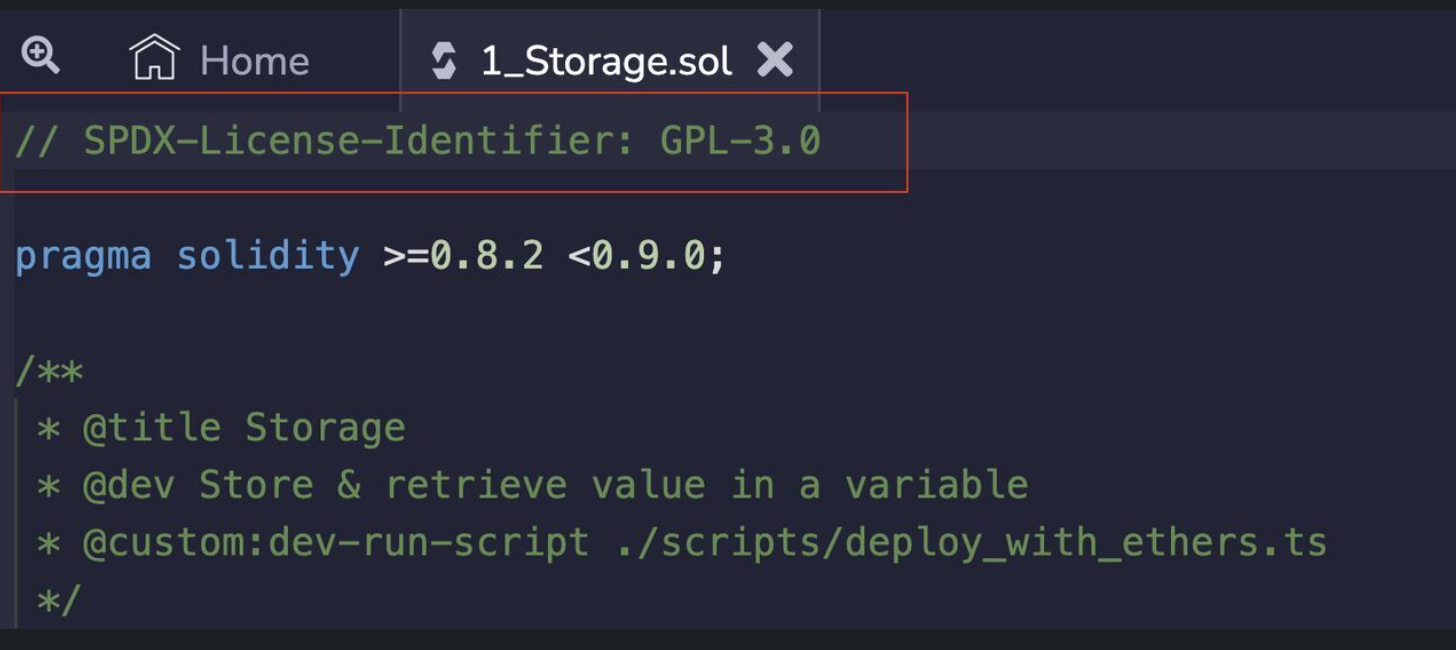 Home
1_Storage.sol
// SPDX-License-Identifier: GPL-3.0
pragma solidity >=0.8.2 <0.9.0;
/**
* @title Storage
* @dev Store & retrieve value in a variable
* @custom:dev-run-script ./scripts/deploy_with_ethers.ts
*/